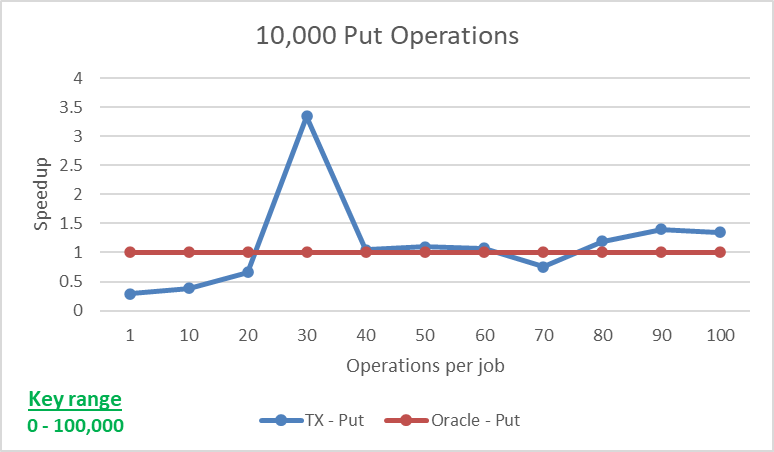 10,000 Put Operations
4
3.5
3
2.5
2
1.5
1
0.5
0
Speedup
1 10 20 30 40 50 60 70 80 90 100
Operations per job
Key range
0 - 100,000
TX - Put Oracle - Put